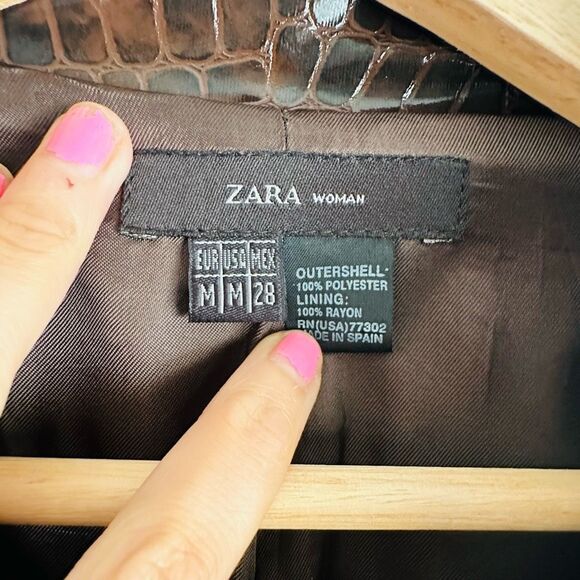 ZARA WOMAN
EUR USA MEX
M M 28
OUTERSHELL:
100% POLYESTER
LINING:
100% RAYON
RN(USA)77302
MADE IN SPAIN